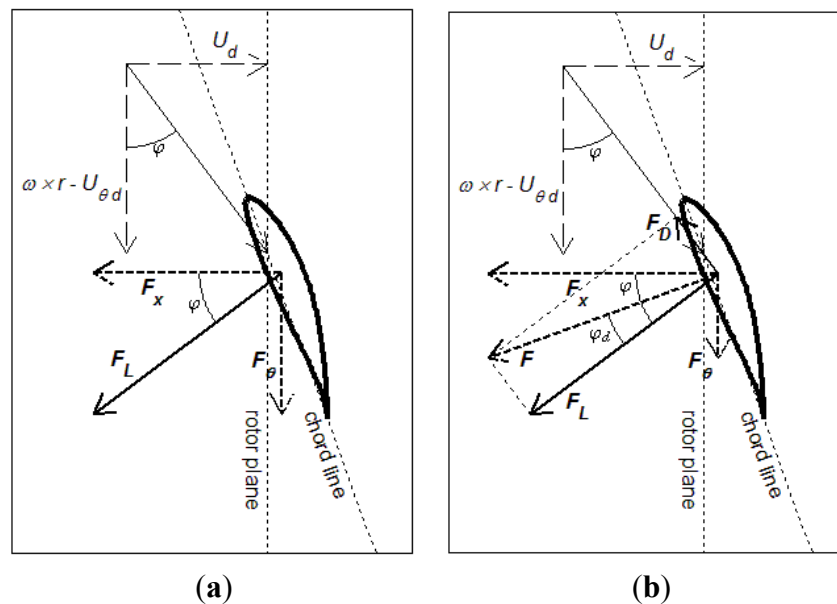 U_d
φ
ω × r - U_θd
F_x
φ
F_L
F_θ
rotor plane
chord line
(a)
U_d
φ
ω × r - U_θd
F_D
F_x
φ
F
φ_d
F_θ
F_L
rotor plane
chord line
(b)